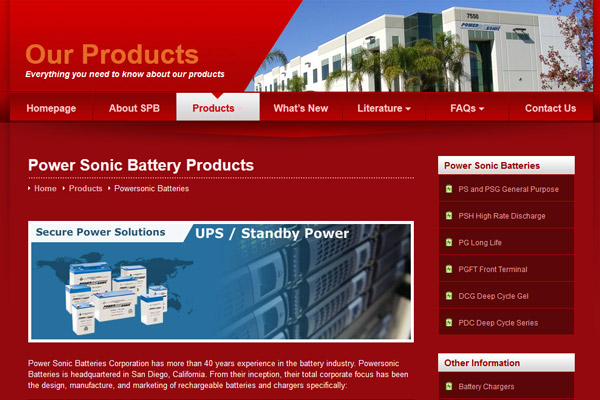 Our Products
Everything you need to know about our products
7550
POWER SONIC
Homepage
About SPB
Products
What's New
Literature
FAQs
Contact Us
Power Sonic Battery Products
Home
Products
Powersonic Batteries
Secure Power Solutions
UPS / Standby Power
Power Sonic Batteries Corporation has more than 40 years experience in the battery industry. Powersonic
Batteries is headquartered in San Diego, California. From their inception, their total corporate focus has been
the design, manufacture, and marketing of rechargeable batteries and chargers specifically:
Power Sonic Batteries
PS and PSG General Purpose
PSH High Rate Discharge
PG Long Life
PGFT Front Terminal
DCG Deep Cycle Gel
PDC Deep Cycle Series
Other Information
Battery Chargers